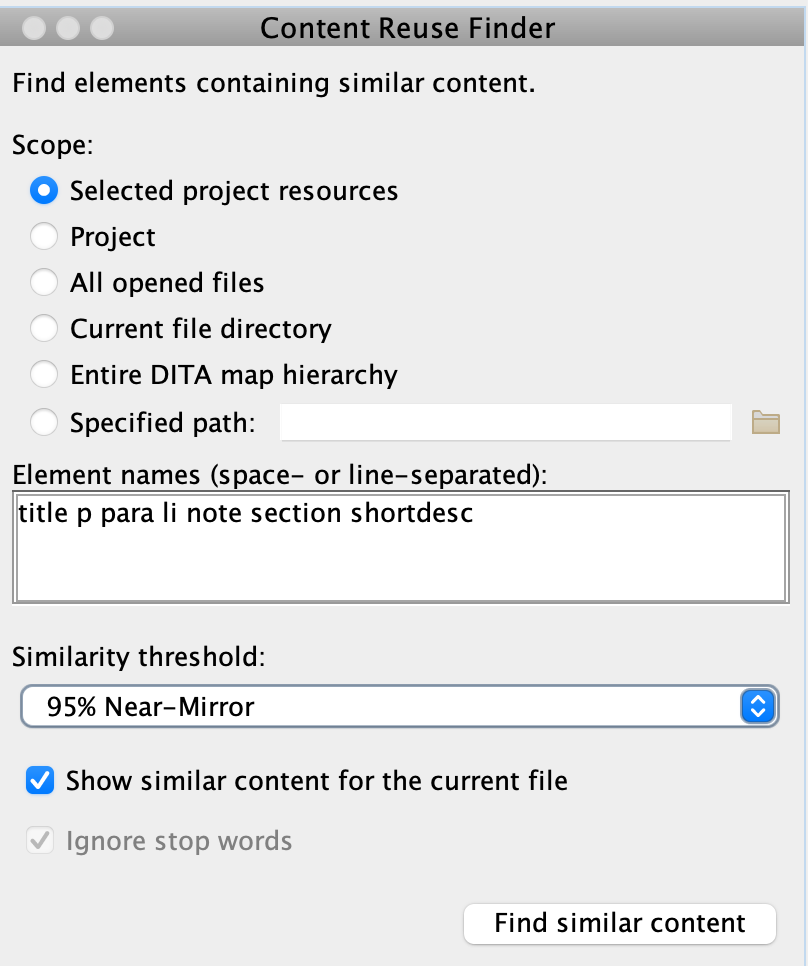 Content Reuse Finder
Find elements containing similar content.
Scope:
Selected project resources
Project
All opened files
Current file directory
Entire DITA map hierarchy
Specified path:
Element names (space- or line-separated):
title p para li note section shortdesc
Similarity threshold:
95% Near-Mirror
Show similar content for the current file
Ignore stop words
Find similar content